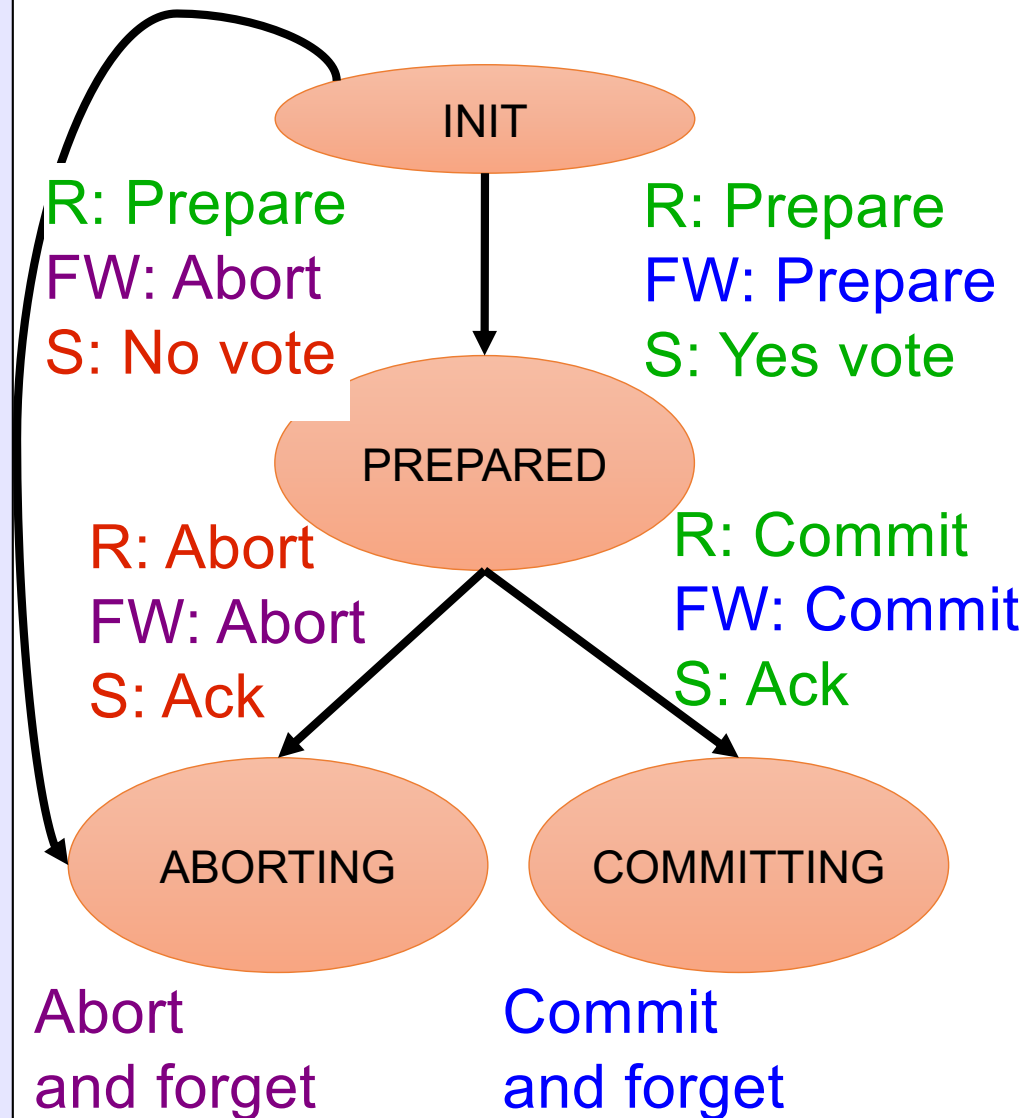 INIT
R: Prepare
FW: Abort
S: No vote
R: Prepare
FW: Prepare
S: Yes vote
PREPARED
R: Abort
FW: Abort
S: Ack
R: Commit
FW: Commit
S: Ack
ABORTING
COMMITTING
Abort
and forget
Commit
and forget